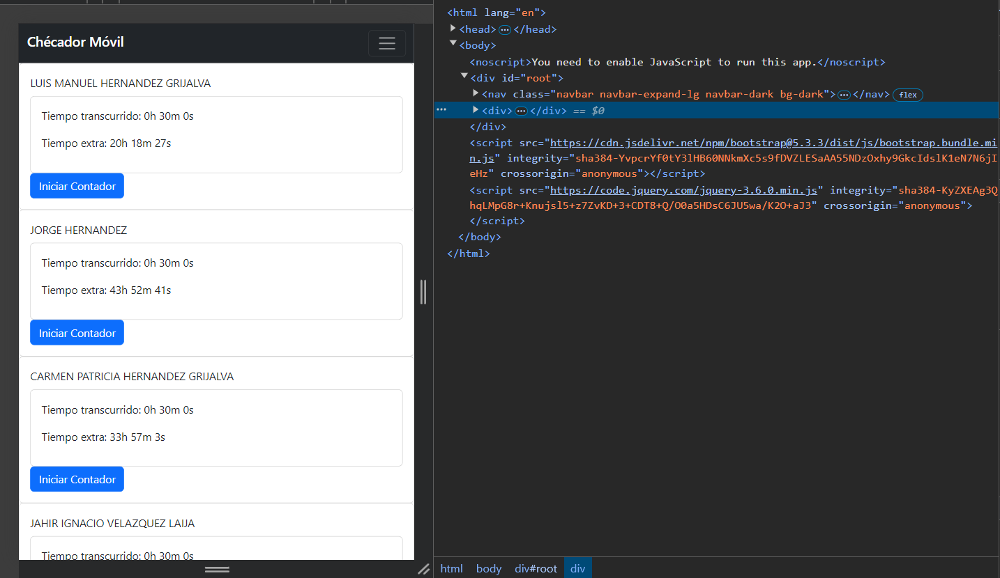 Chécador Móvil
LUIS MANUEL HERNANDEZ GRIJALVA
Tiempo transcurrido: 0h 30m 0s
Tiempo extra: 20h 18m 27s
Iniciar Contador
JORGE HERNANDEZ
Tiempo transcurrido: 0h 30m 0s
Tiempo extra: 43h 52m 41s
Iniciar Contador
CARMEN PATRICIA HERNANDEZ GRIJALVA
Tiempo transcurrido: 0h 30m 0s
Tiempo extra: 33h 57m 3s
Iniciar Contador
JAHIR IGNACIO VELAZQUEZ LAIJA
Tiempo transcurrido: 0h 30m 0s
<html lang="en">
<head> … </head>
<body>
<noscript>You need to enable JavaScript to run this app.</noscript>
<div id="root">
<nav class="navbar navbar-expand-lg navbar-dark bg-dark"> … </nav> flex
… <div> … </div> == $0
</div>
<script src="https://cdn.jsdelivr.net/npm/bootstrap@5.3.3/dist/js/bootstrap.bundle.mi
n.js" integrity="sha384-YvpcrYf0tY3lHB60NNkmXc5s9fDVZLESaAA55NDzOxhy9GkcIdslK1eN7N6jI
eHz" crossorigin="anonymous"></script>
<script src="https://code.jquery.com/jquery-3.6.0.min.js" integrity="sha384-KyZXEAg3Q
hqLMpG8r+Knujsl5+z7ZvKD+3+CDT8+Q/O0a5HDsC6JU5wa/K2O+aJ3" crossorigin="anonymous">
</script>
</body>
</html>
html body div#root div